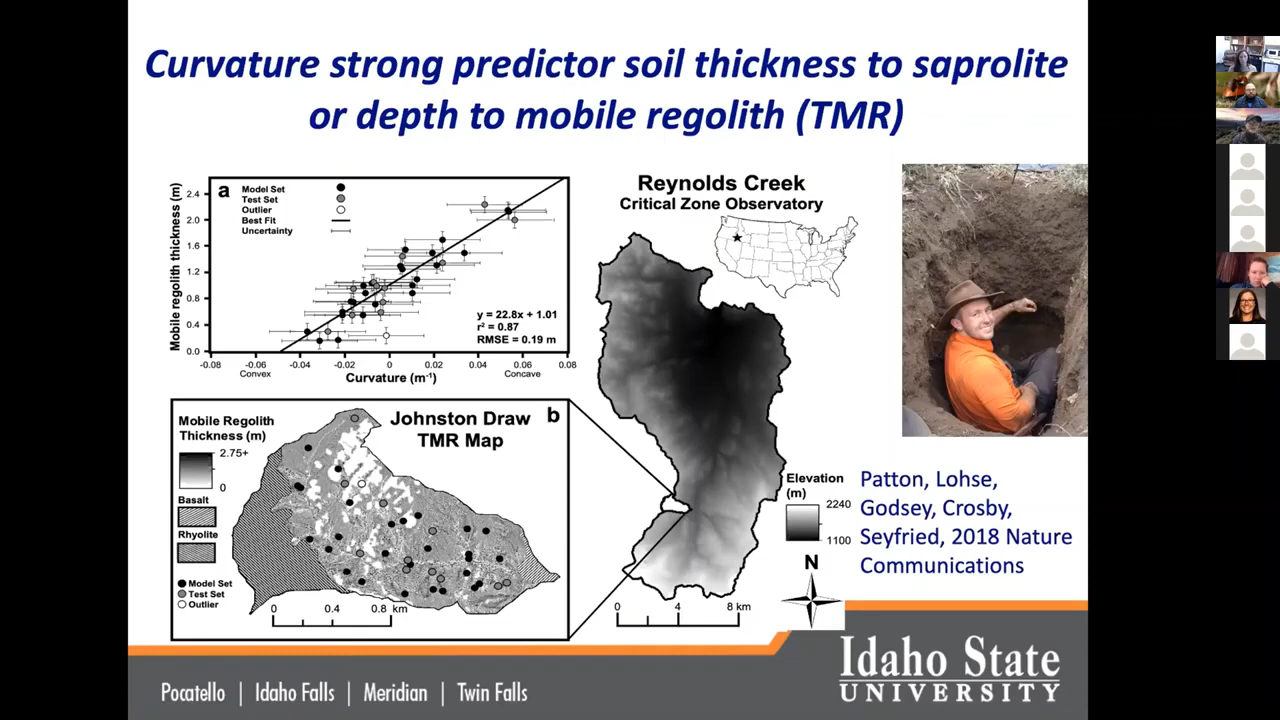 Curvature strong predictor soil thickness to saprolite
or depth to mobile regolith (TMR)
a
Model Set
Test Set
Outlier
Best Fit
Uncertainty
Mobile regolith thickness (m)
2.4
2.0
1.6
1.2
0.8
0.4
0.0
y = 22.8x + 1.01
r² = 0.87
RMSE = 0.19 m
-0.08 -0.06 -0.04 -0.02 0 0.02 0.04 0.06 0.08
Convex Concave
Curvature (m⁻¹)
Reynolds Creek
Critical Zone Observatory
Johnston Draw b
TMR Map
Mobile Regolith
Thickness (m)
2.75+
0
Basalt
Rhyolite
Model Set
Test Set
Outlier
0 0.4 0.8 km
Elevation
(m)
2240
1100
N
0 4 8 km
Patton, Lohse,
Godsey, Crosby,
Seyfried, 2018 Nature
Communications
Pocatello | Idaho Falls | Meridian | Twin Falls
Idaho State
UNIVERSITY